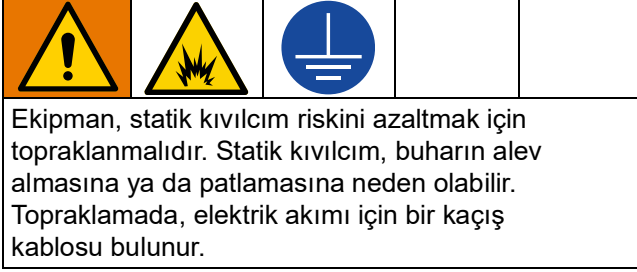 Ekipman, statik kıvılcım riskini azaltmak için
topraklanmalıdır. Statik kıvılcım, buharın alev
almasına ya da patlamasına neden olabilir.
Topraklamada, elektrik akımı için bir kaçış
kablosu bulunur.